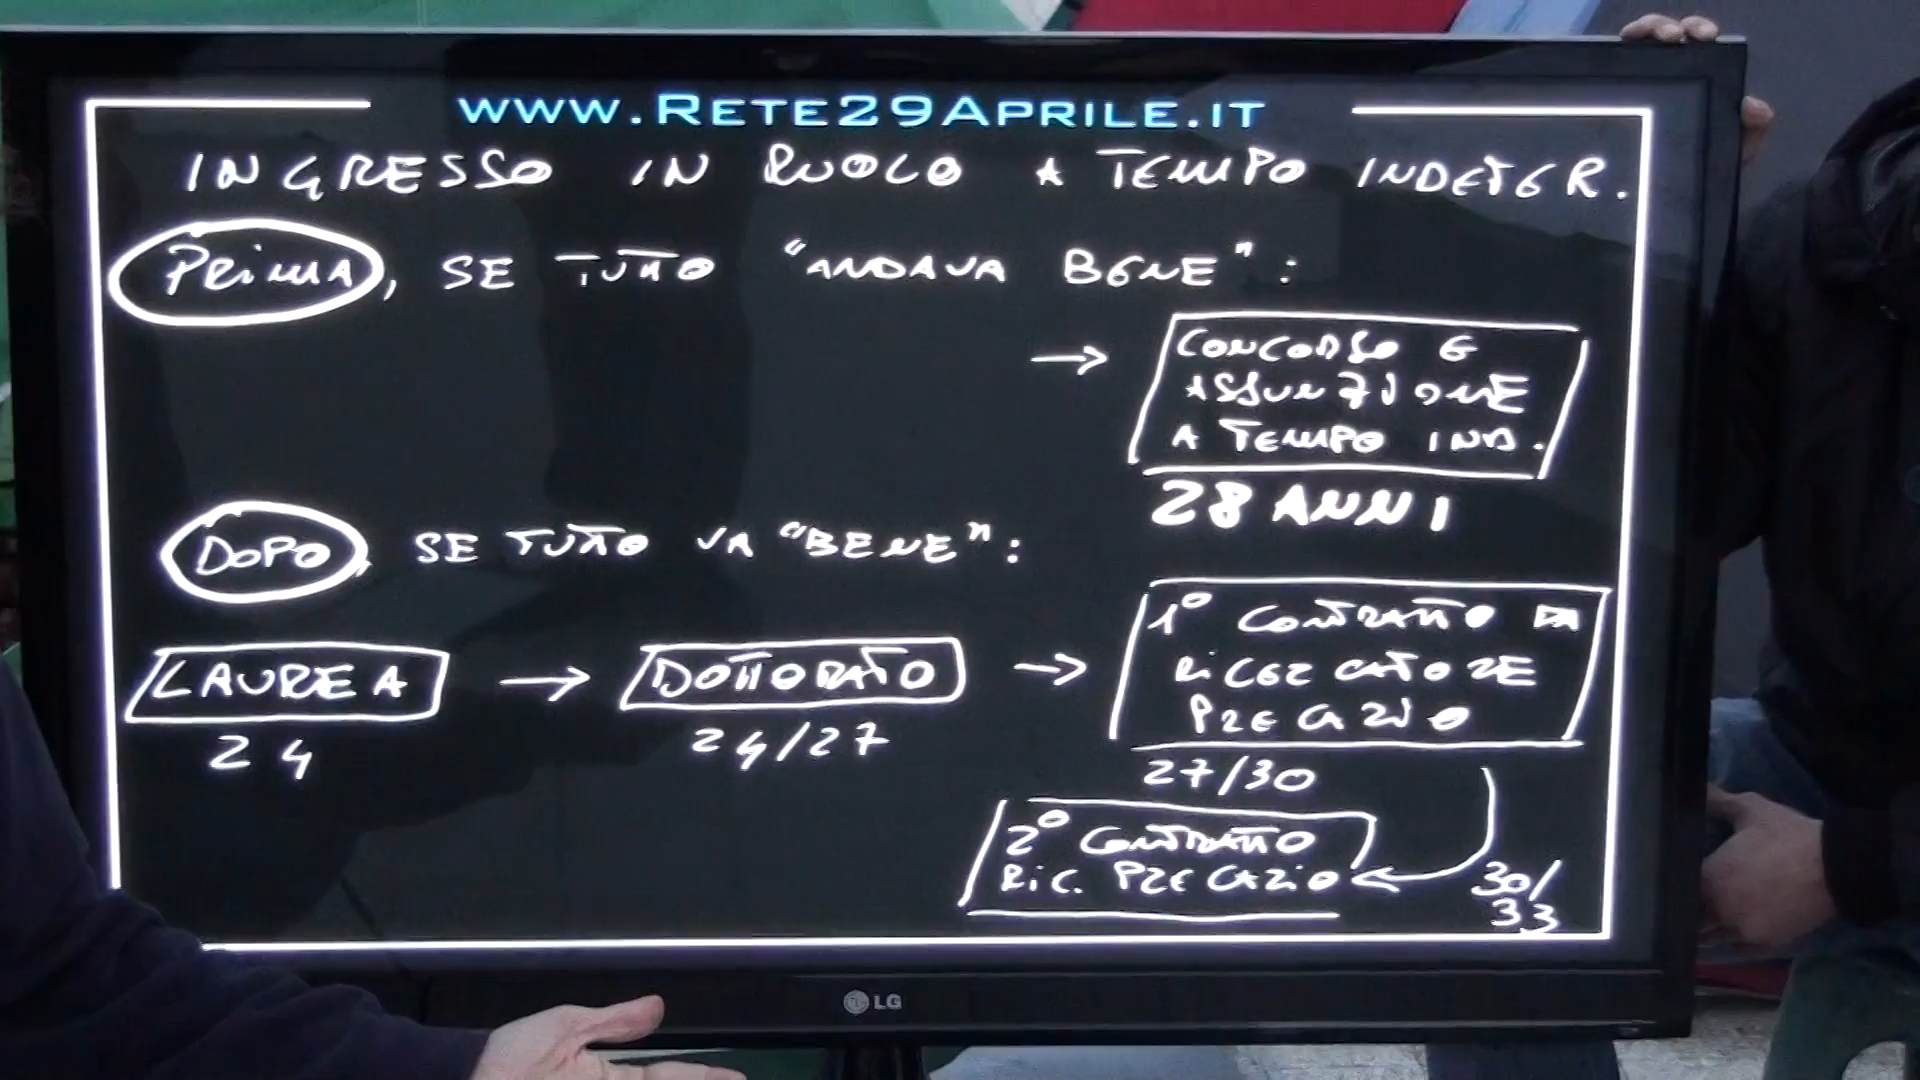 www.Rete29Aprile.it
INGRESSO IN RUOLO A TEMPO INDETER.
PRIMA, SE TUTTO "ANDAVA BENE":
→ CONCORSO E
ASSUNZIONE
A TEMPO IND.
28 ANNI
DOPO, SE TUTTO VA "BENE":
LAUREA → DOTTORATO → 1° CONTRATTO DA
RICERCATORE
PRECARIO
24 24/27 27/30
2° CONTRATTO
RIC. PRECARIO ← 30/
33
LG